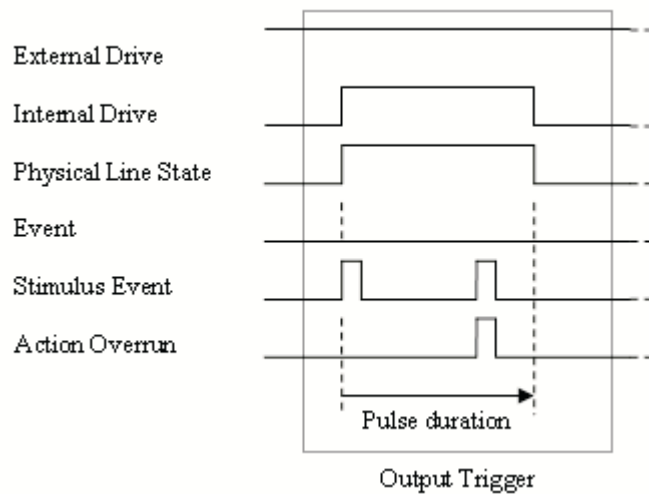 External Drive
Internal Drive
Physical Line State
Event
Stimulus Event
Action Overrun
Pulse duration
Output Trigger